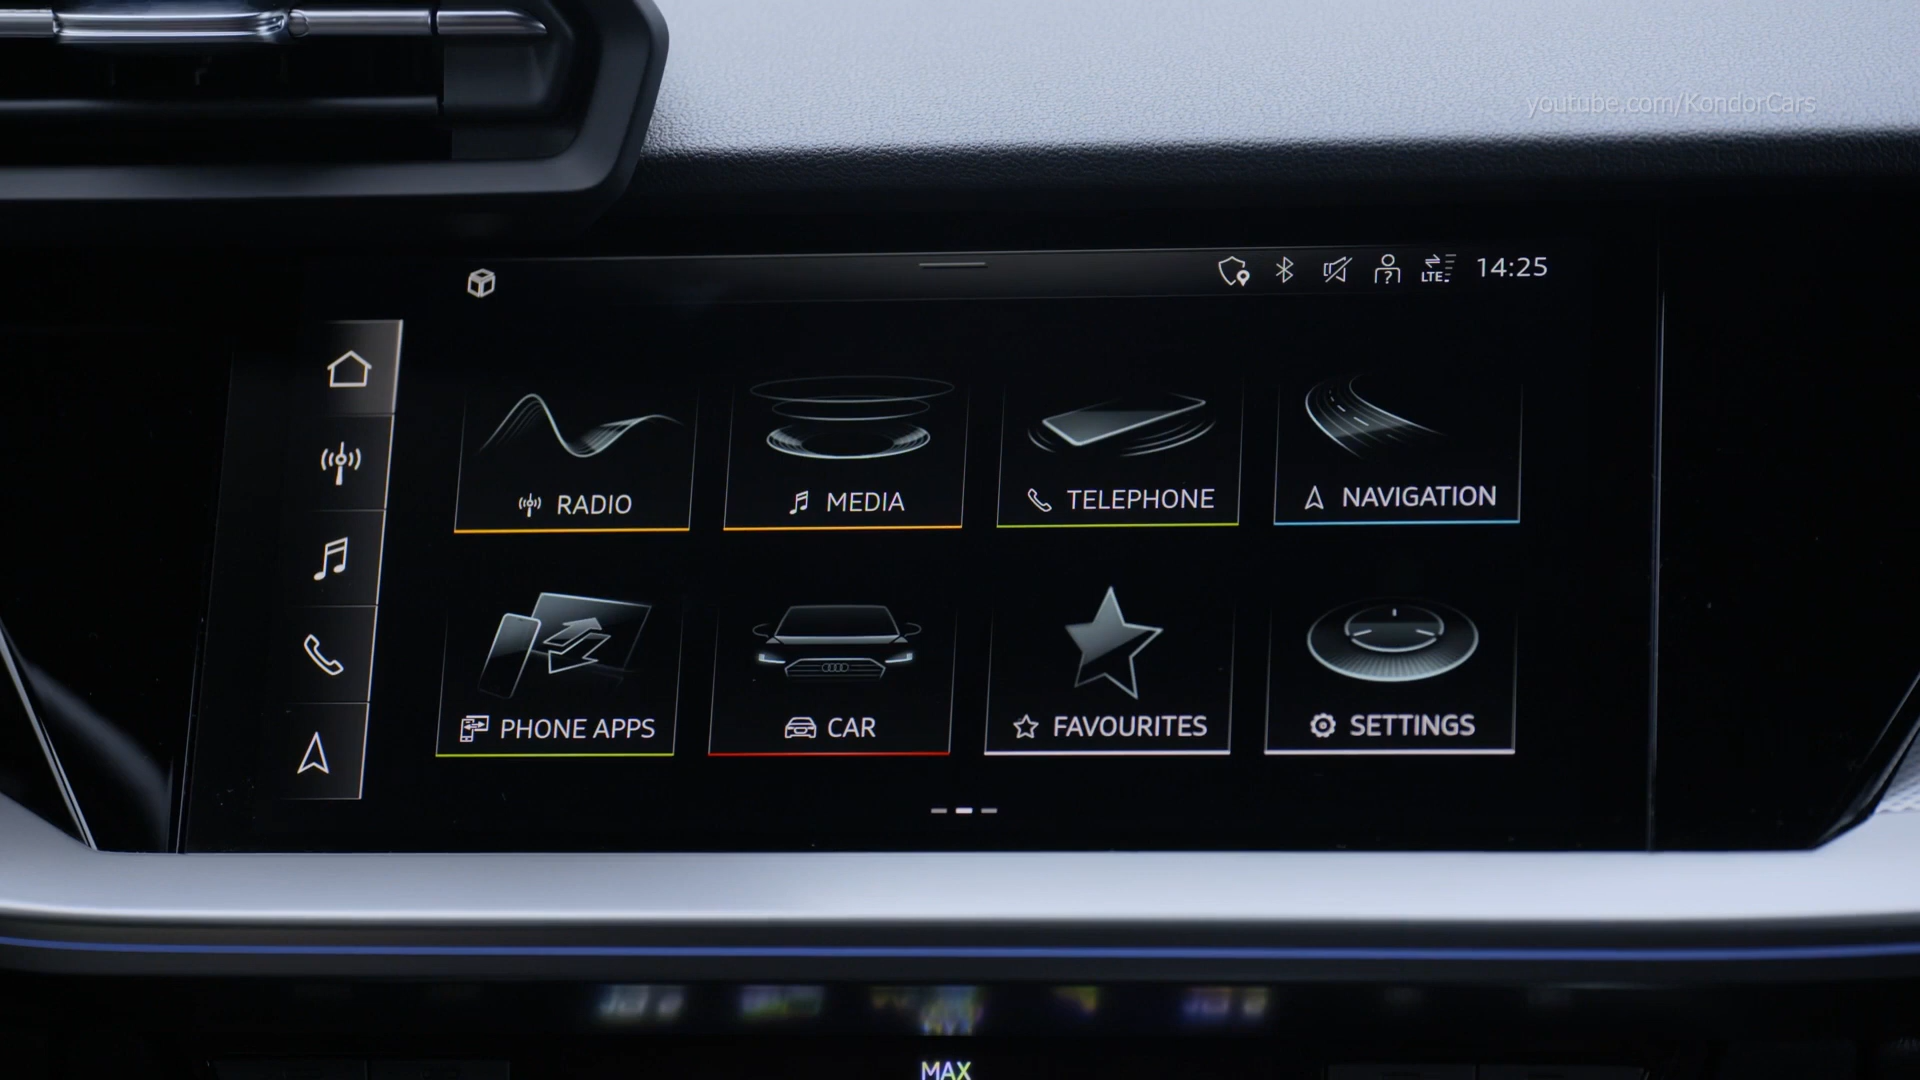 youtube.com/KondorCars
LTE 14:25
RADIO
MEDIA
TELEPHONE
NAVIGATION
PHONE APPS
CAR
FAVOURITES
SETTINGS
MAX